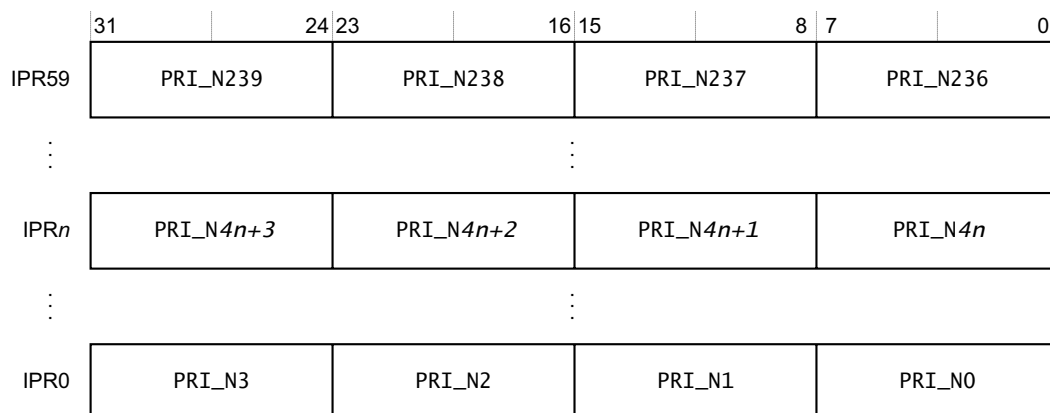 31 24 23 16 15 8 7 0
IPR59 PRI_N239 PRI_N238 PRI_N237 PRI_N236
IPRn PRI_N4n+3 PRI_N4n+2 PRI_N4n+1 PRI_N4n
IPR0 PRI_N3 PRI_N2 PRI_N1 PRI_N0